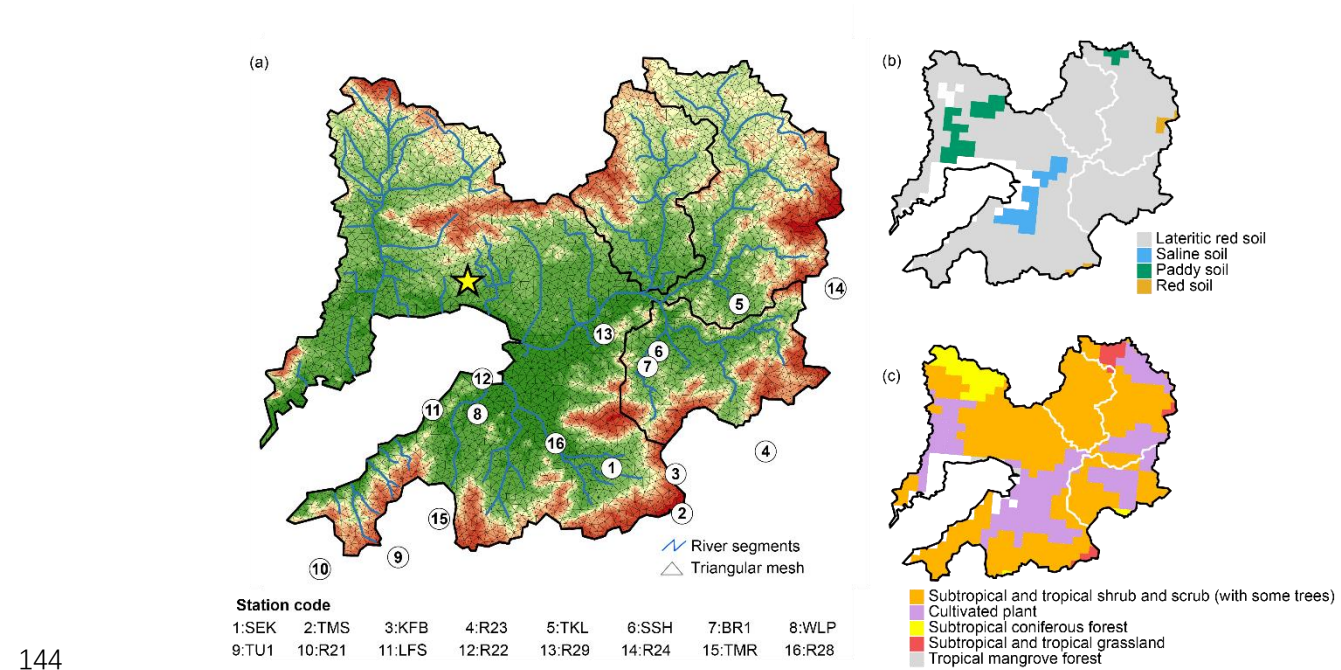 (a)
(b)
14
5
13
6
7
12
11
8
16
1
4
3
2
15
9
10
River segments
Triangular mesh
Lateritic red soil
Saline soil
Paddy soil
Red soil
(c)
Subtropical and tropical shrub and scrub (with some trees)
Cultivated plant
Subtropical coniferous forest
Subtropical and tropical grassland
Tropical mangrove forest
Station code
1:SEK 2:TMS 3:KFB 4:R23 5:TKL 6:SSH 7:BR1 8:WLP
9:TU1 10:R21 11:LFS 12:R22 13:R29 14:R24 15:TMR 16:R28
144